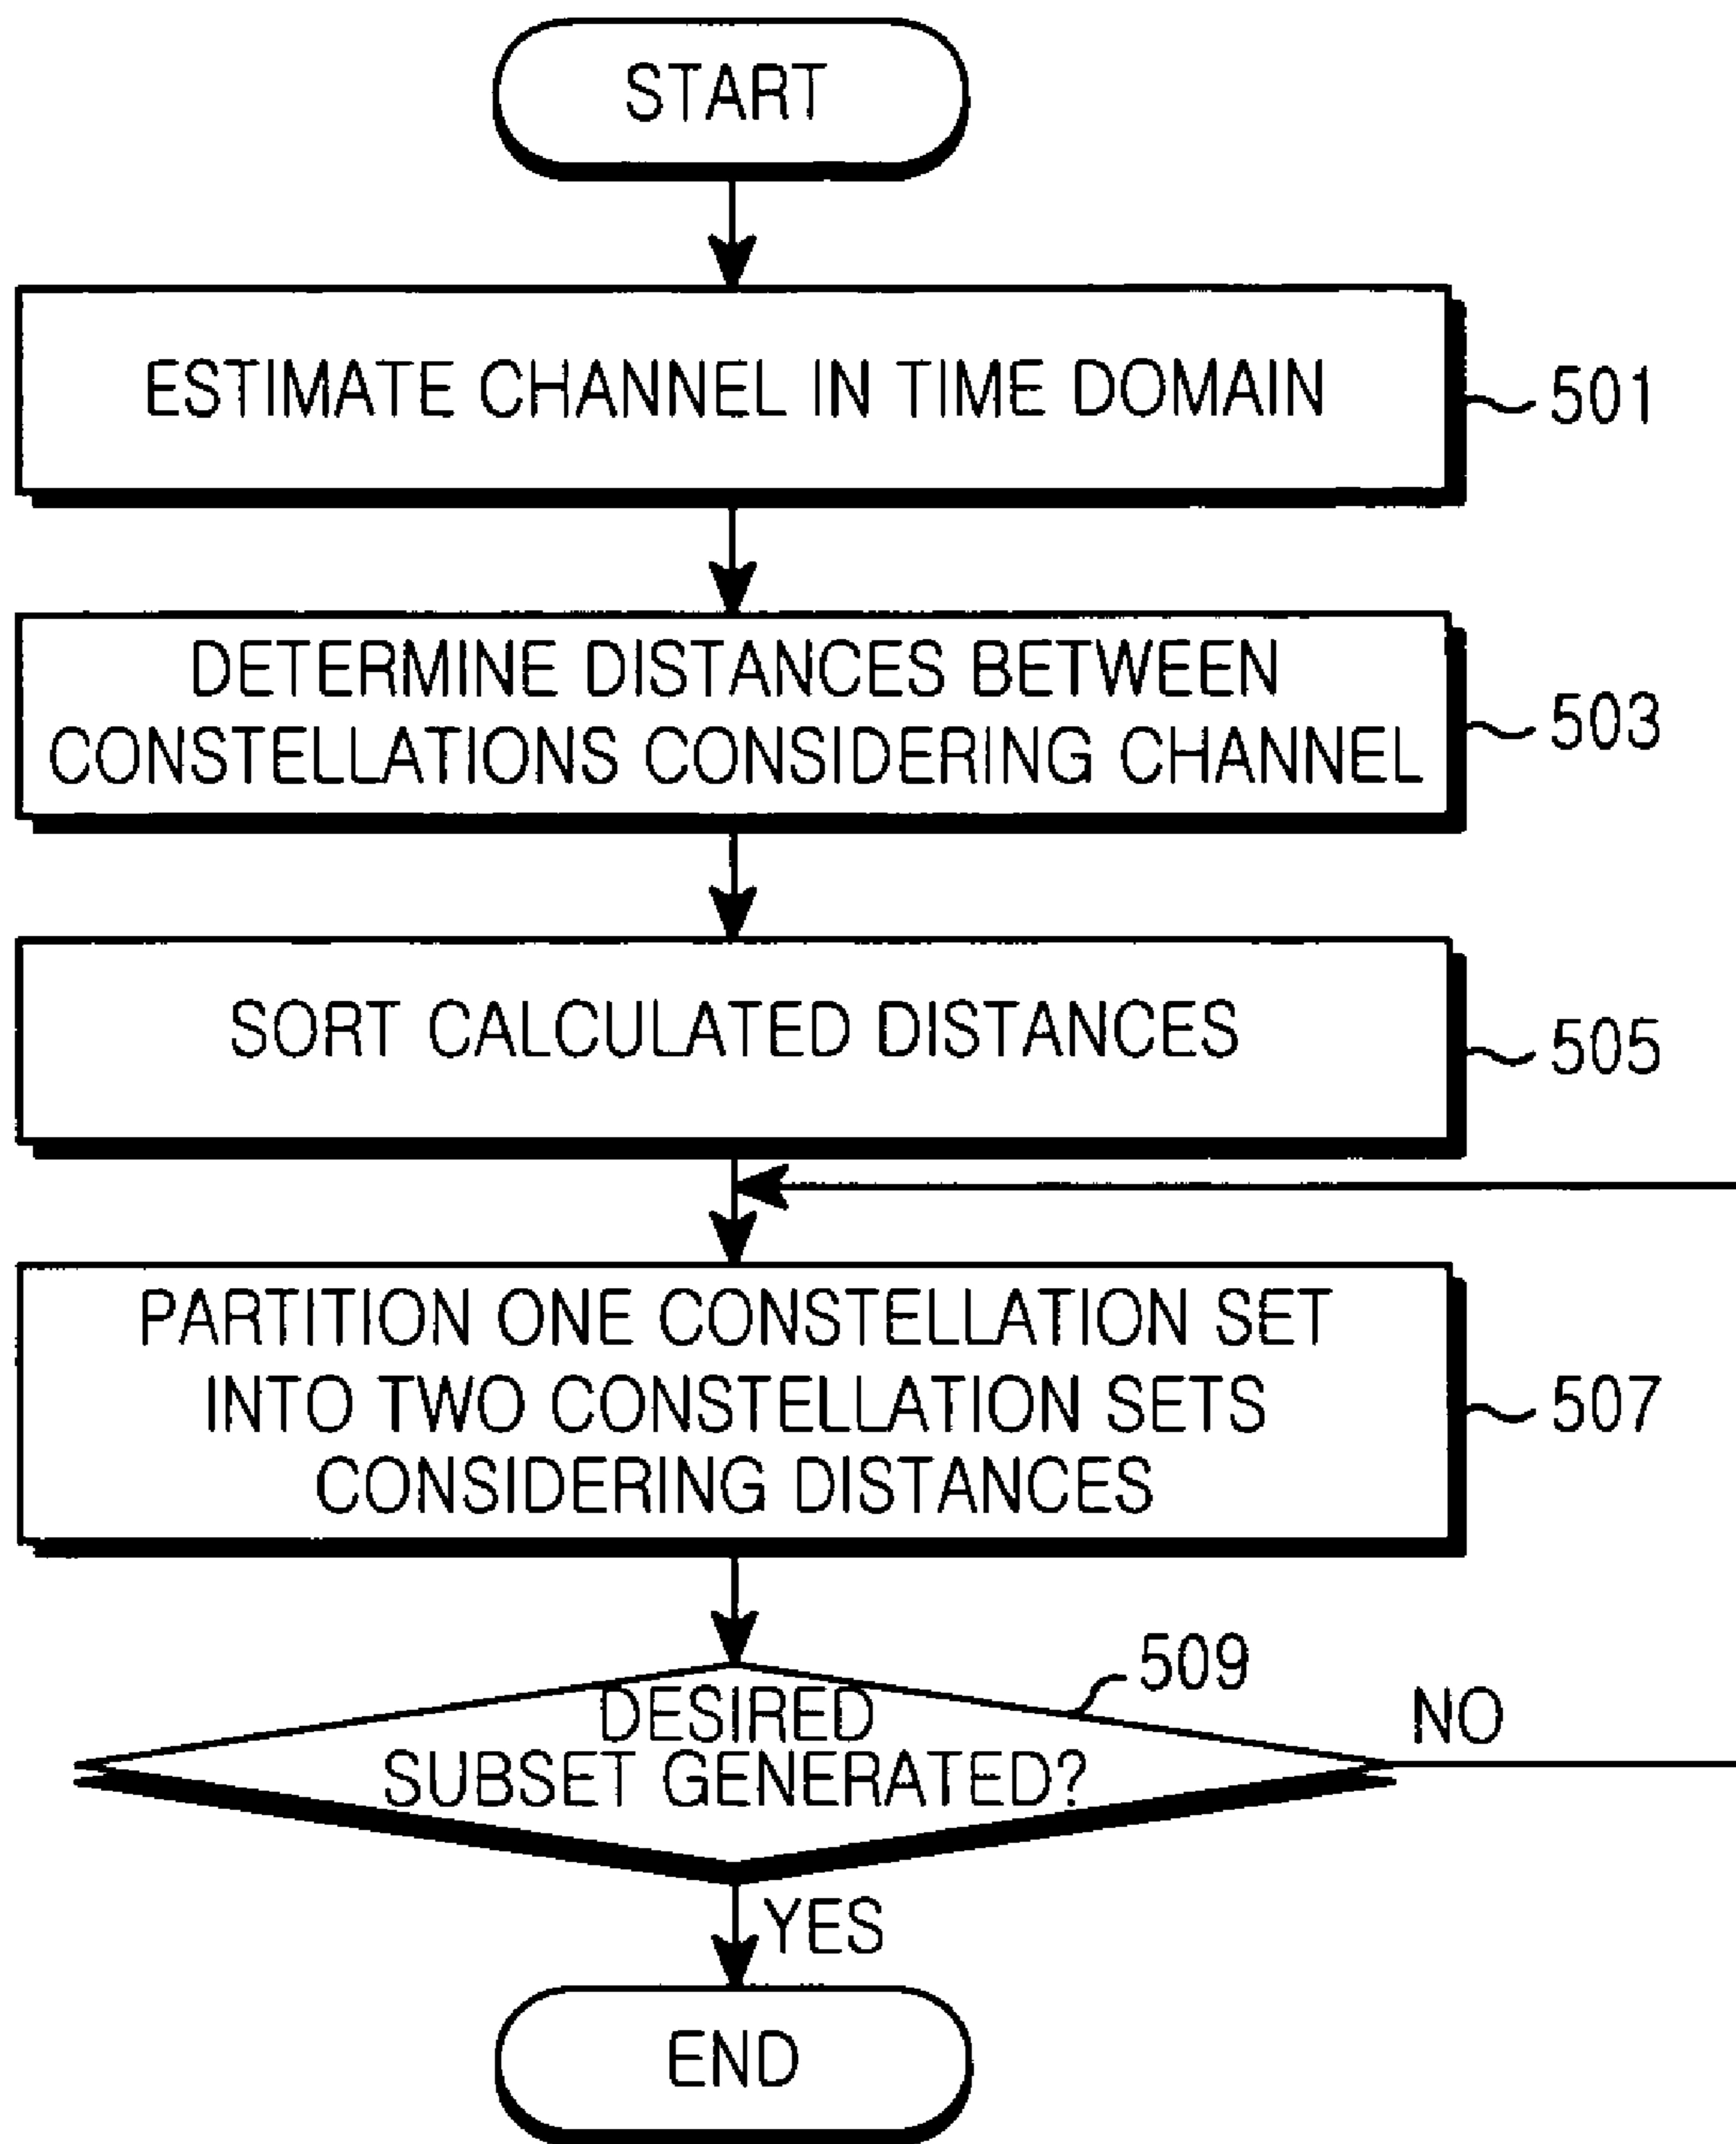 START
ESTIMATE CHANNEL IN TIME DOMAIN
501
DETERMINE DISTANCES BETWEEN
CONSTELLATIONS CONSIDERING CHANNEL
503
SORT CALCULATED DISTANCES
505
PARTITION ONE CONSTELLATION SET
INTO TWO CONSTELLATION SETS
CONSIDERING DISTANCES
507
509
DESIRED
SUBSET GENERATED?
NO
YES
END